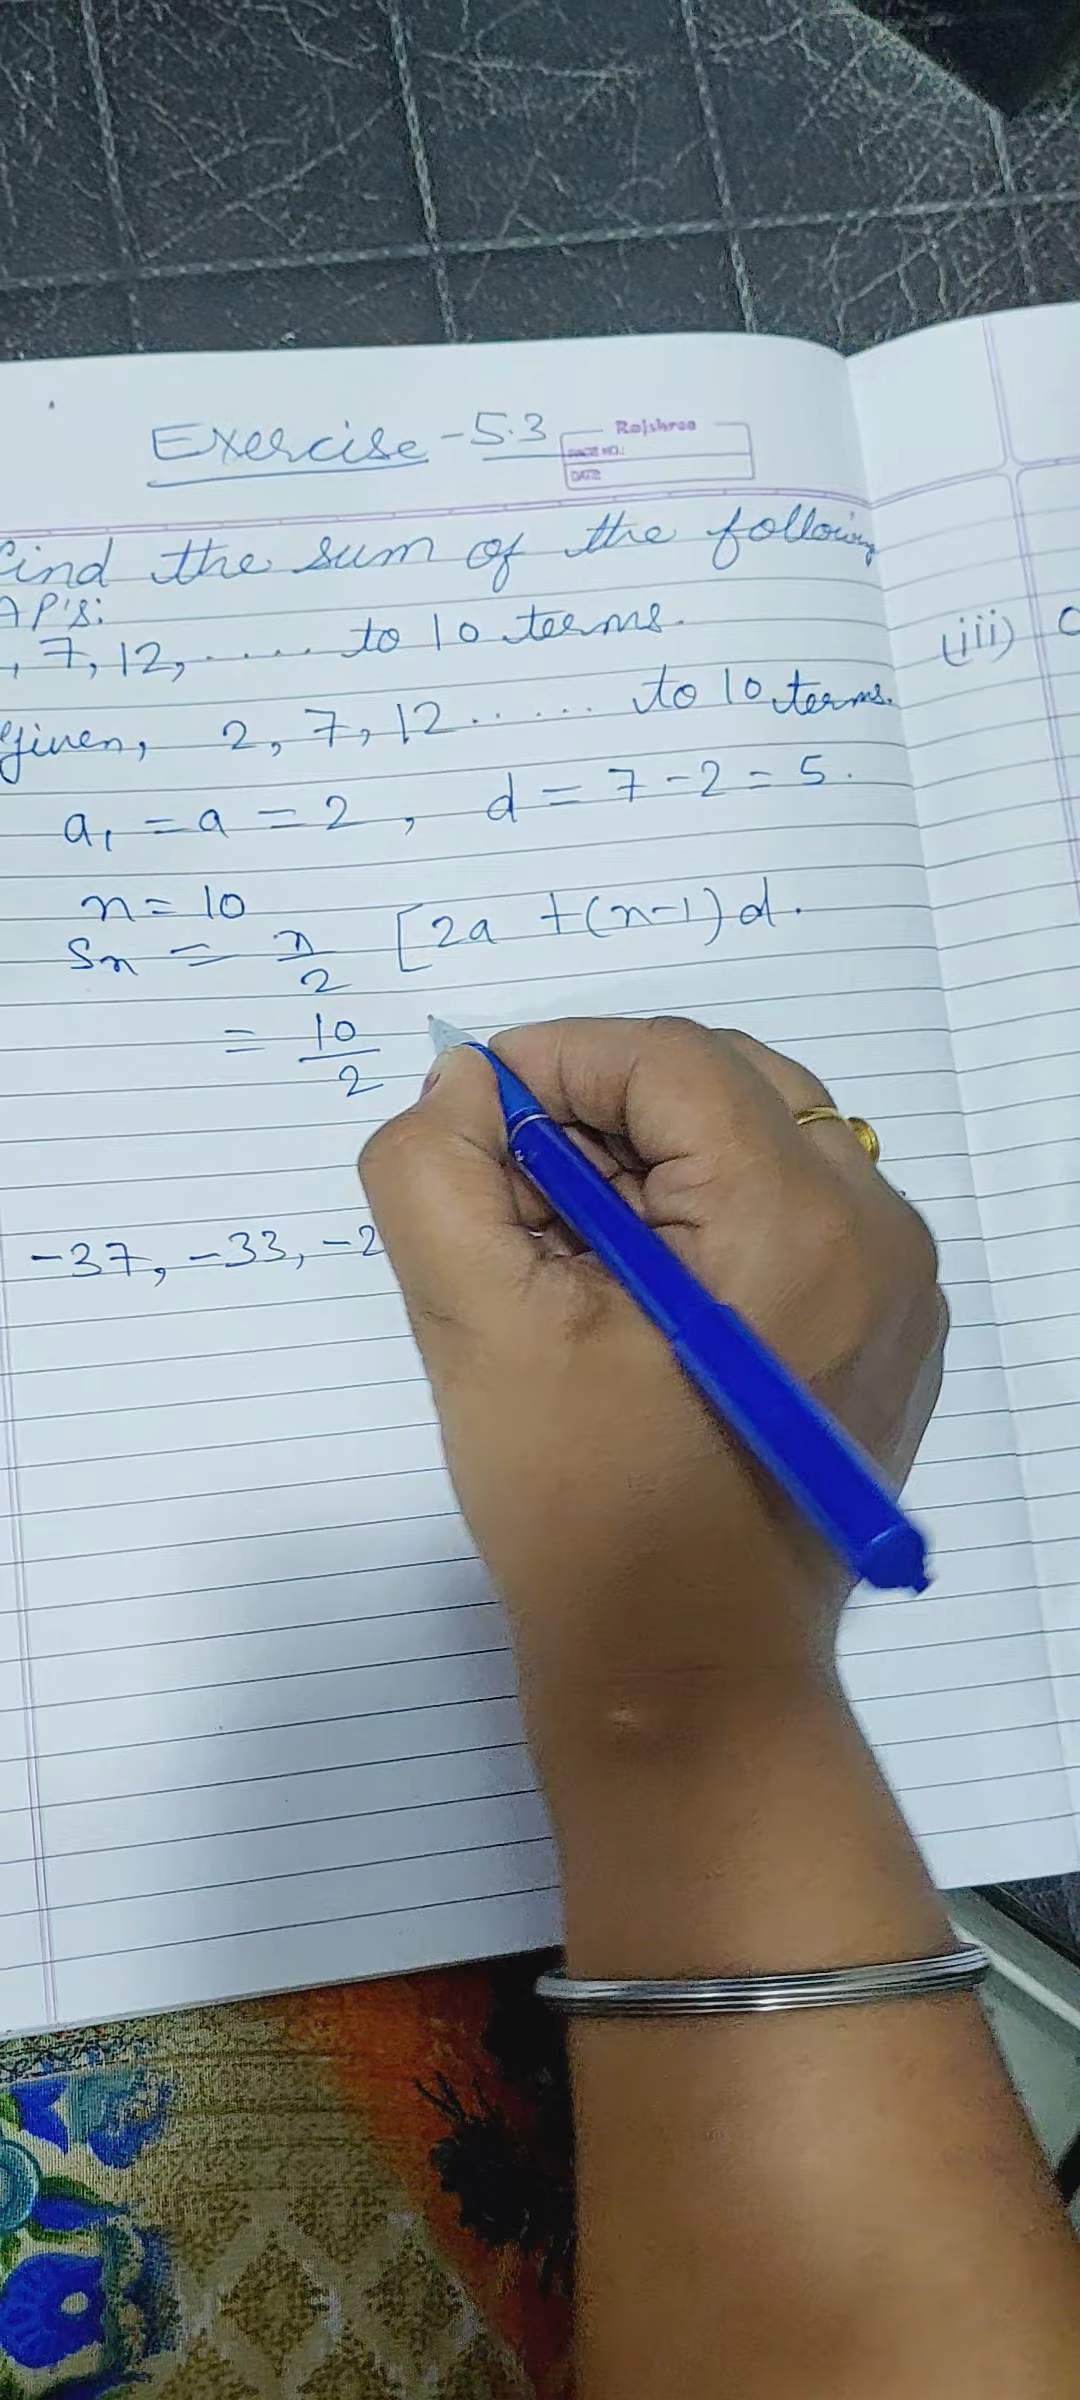 Exercise - 5.3
Rajshree
PAGE NO.:
DATE:
find the sum of the following
AP's:
, 7, 12, ..... to 10 terms.
Given, 2, 7, 12 ...... to 10 terms.
a₁ = a = 2 , d = 7 - 2 = 5.
n = 10
Sn = n/2 [2a + (n-1) d.
= 10/2
-37, -33, -2
(iii)